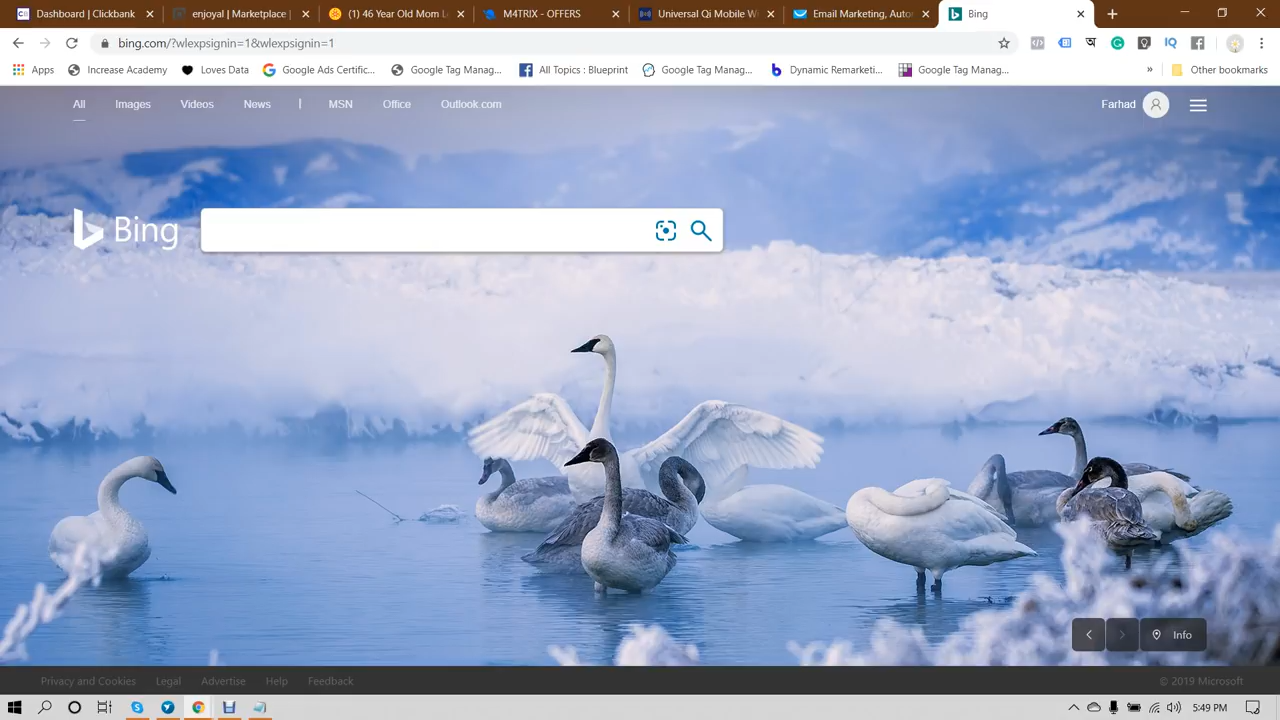 Dashboard | Clickbank
enjoyal | Marketplace |
(1) 46 Year Old Mom L
M4TRIX - OFFERS
Universal Qi Mobile Wi
Email Marketing, Auto
Bing
bing.com/?wlexpsignin=1&wlexpsignin=1
Apps
Increase Academy
Loves Data
Google Ads Certific...
Google Tag Manag...
All Topics : Blueprint
Google Tag Manag...
Dynamic Remarketi...
Google Tag Manag...
»
Other bookmarks
All
Images
Videos
News
|
MSN
Office
Outlook.com
Farhad
Bing
Info
Privacy and Cookies
Legal
Advertise
Help
Feedback
© 2019 Microsoft
5:49 PM